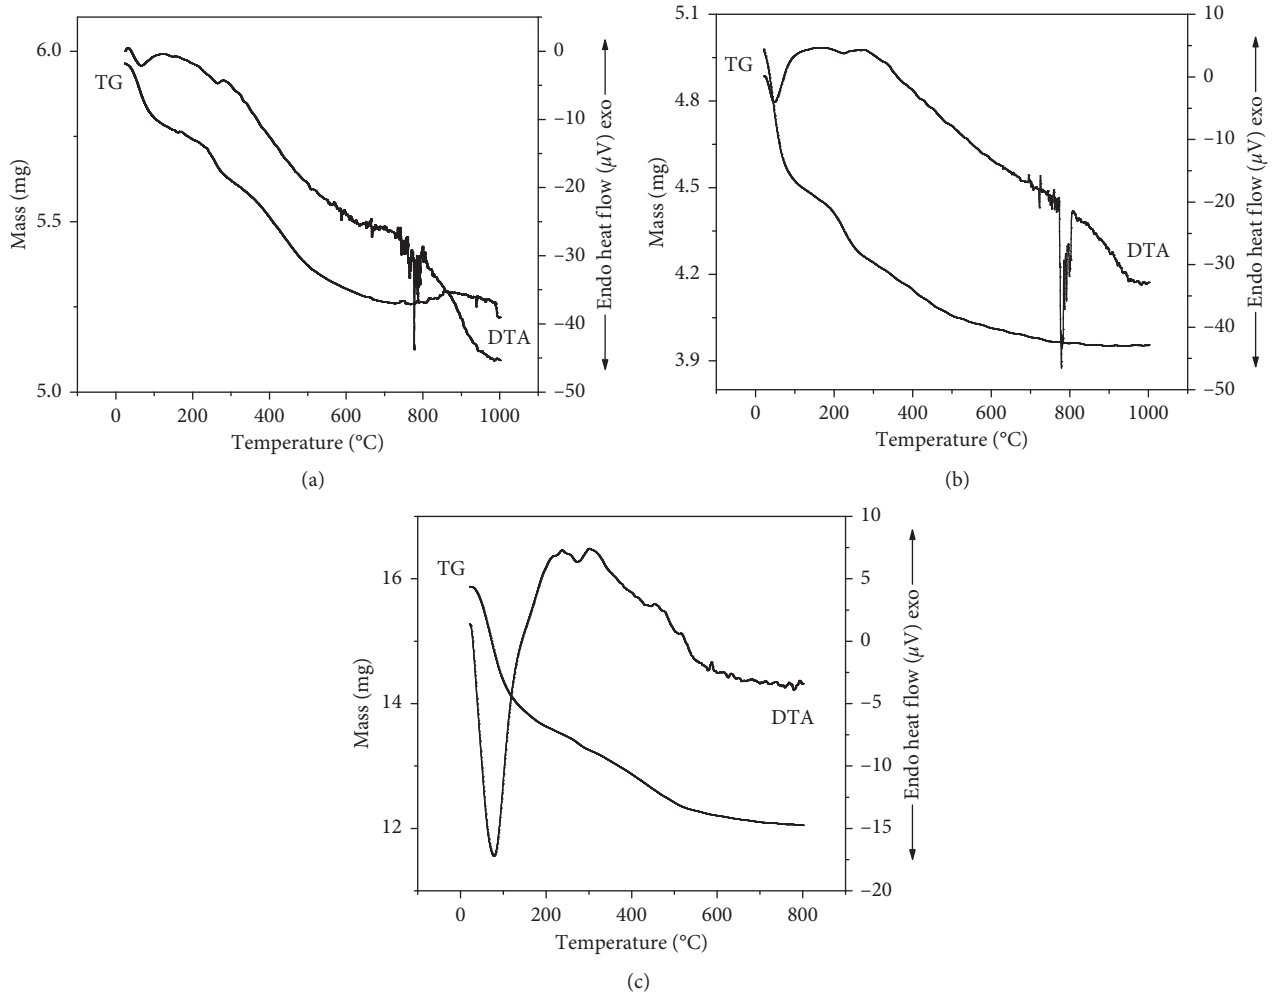 6.0
5.5
5.0
Mass (mg)
TG
DTA
0
−10
−20
−30
−40
−50
Endo heat flow (μV) exo
0 200 400 600 800 1000
Temperature (°C)
(a)
5.1
4.8
4.5
4.2
3.9
Mass (mg)
TG
DTA
10
0
−10
−20
−30
−40
−50
Endo heat flow (μV) exo
0 200 400 600 800 1000
Temperature (°C)
(b)
16
14
12
Mass (mg)
TG
DTA
10
5
0
−5
−10
−15
−20
Endo heat flow (μV) exo
0 200 400 600 800
Temperature (°C)
(c)